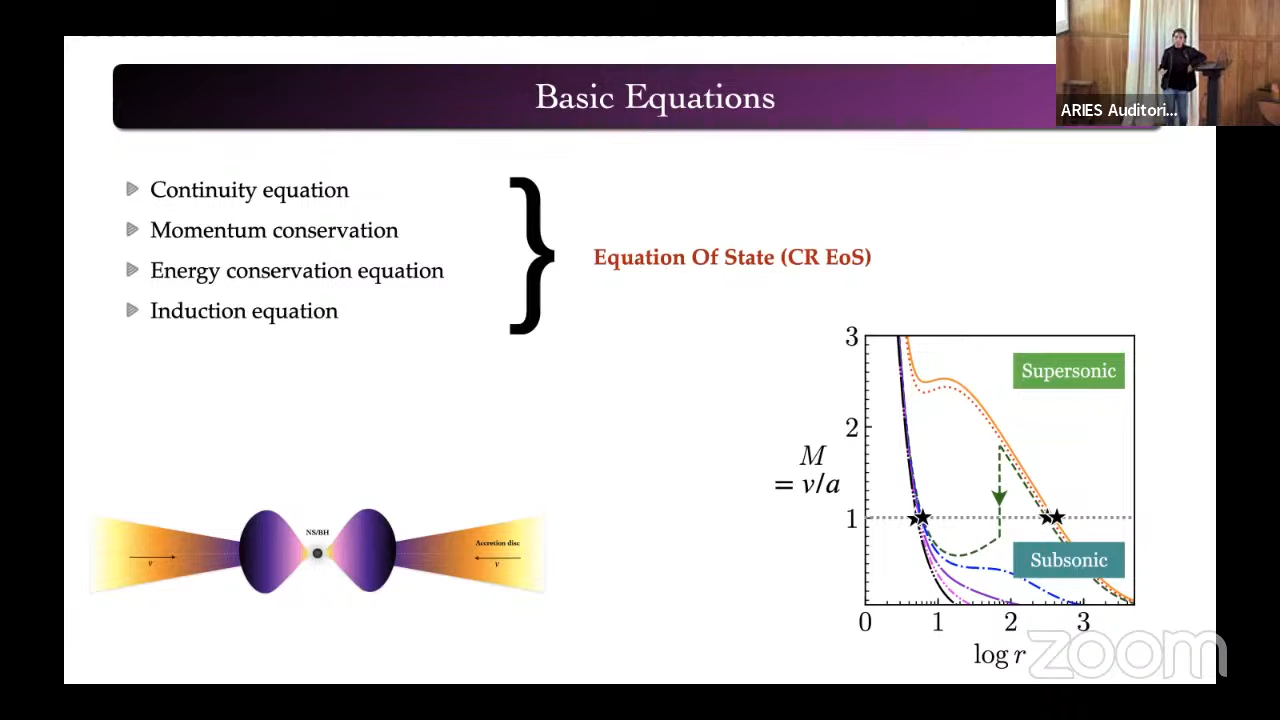 Basic Equations
ARIES Auditori...
Continuity equation
Momentum conservation
Energy conservation equation
Induction equation
}
Equation Of State (CR EoS)
3
2
1
M
= v/a
Supersonic
Subsonic
0 1 2 3
log r
NS/BH
Accretion disc
v
v
zoom